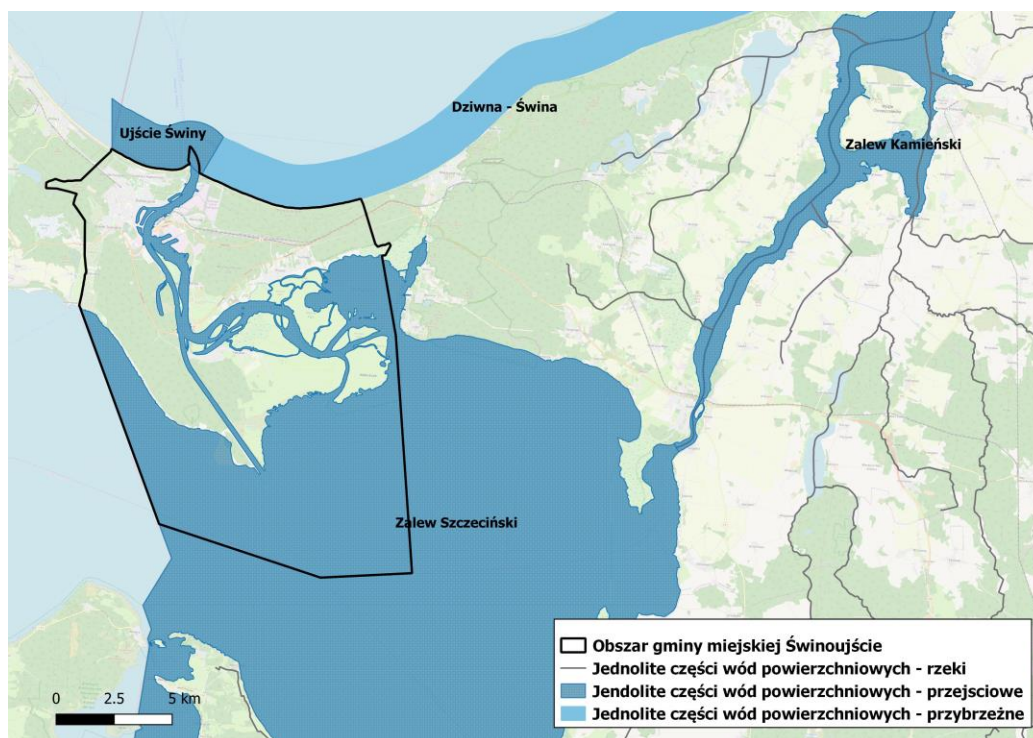 Dziwna - Świna
Ujście Świny
Zalew Kamieński
Zalew Szczeciński
0 2.5 5 km
Obszar gminy miejskiej Świnoujście
Jednolite części wód powierzchniowych - rzeki
Jendolite części wód powierzchniowych - przejsciowe
Jednolite części wód powierzchniowych - przybrzeżne